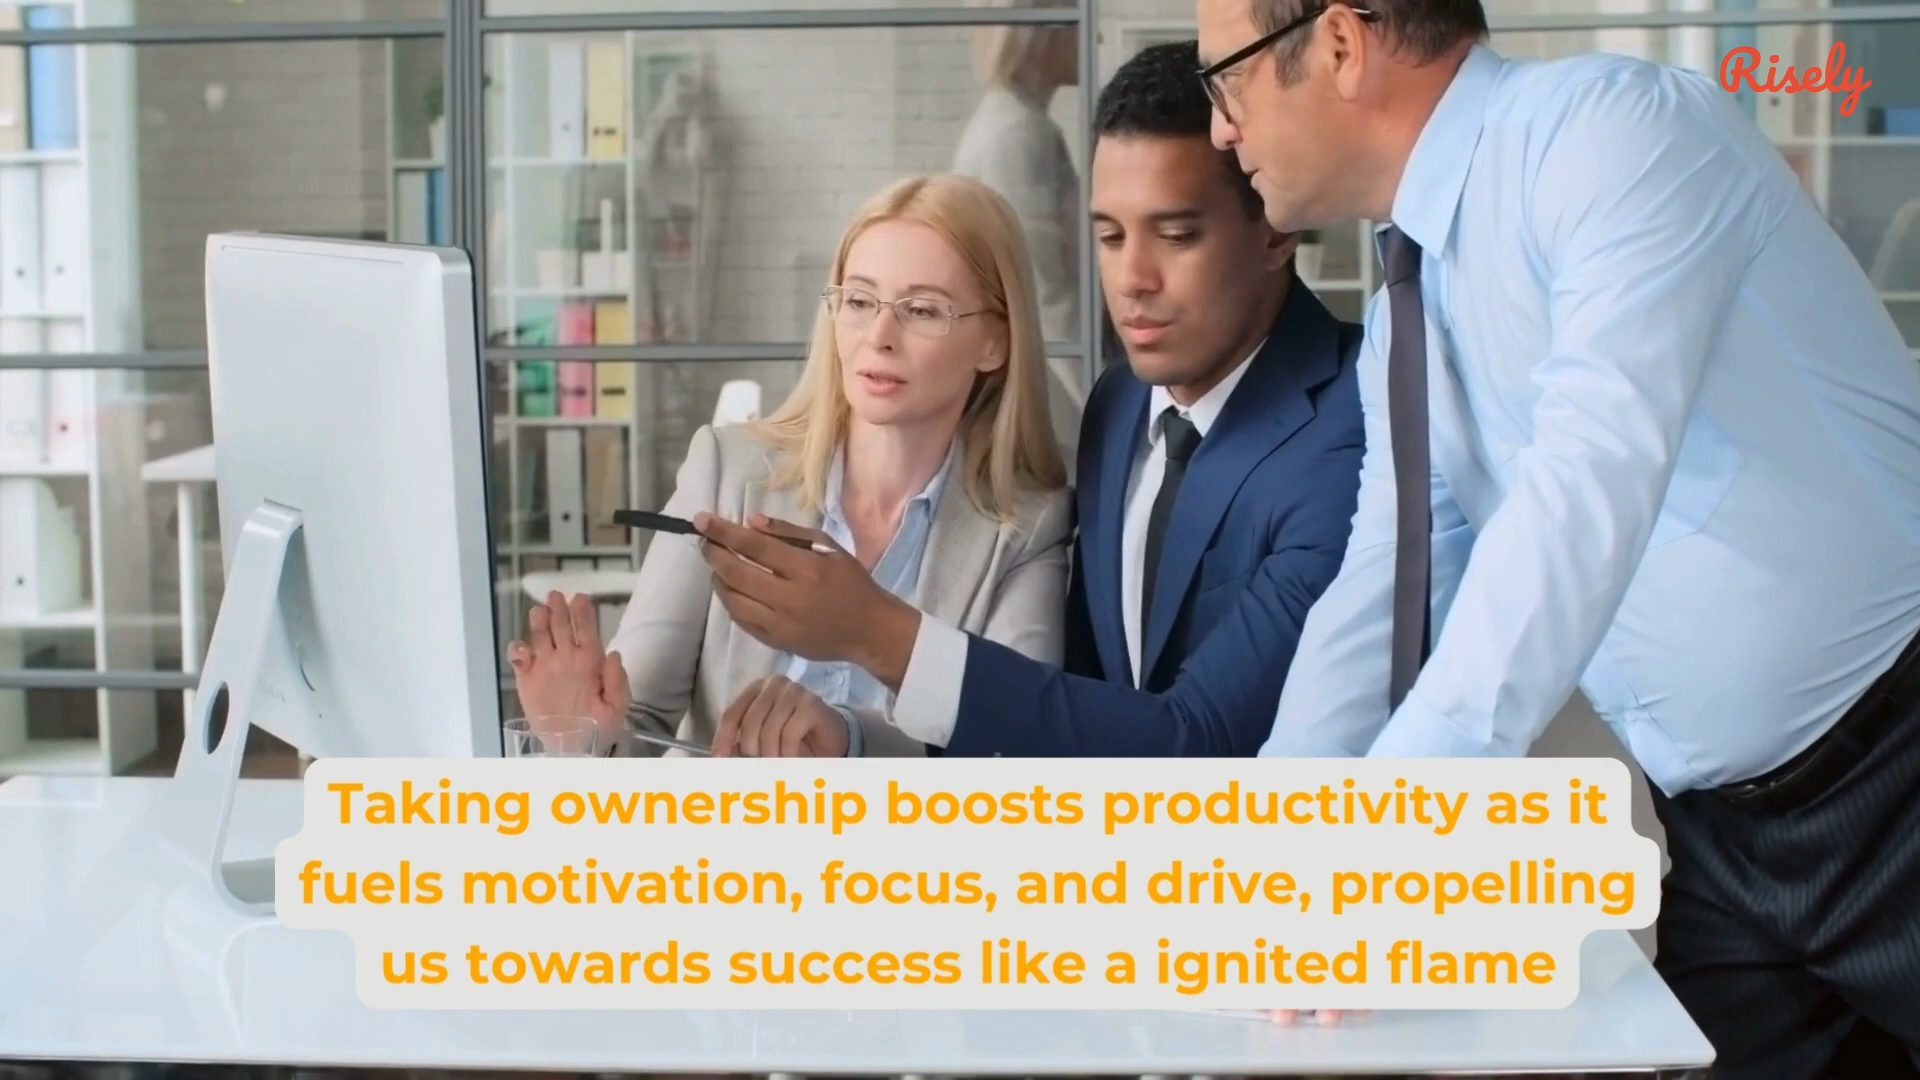 Risely
Taking ownership boosts productivity as it
fuels motivation, focus, and drive, propelling
us towards success like a ignited flame